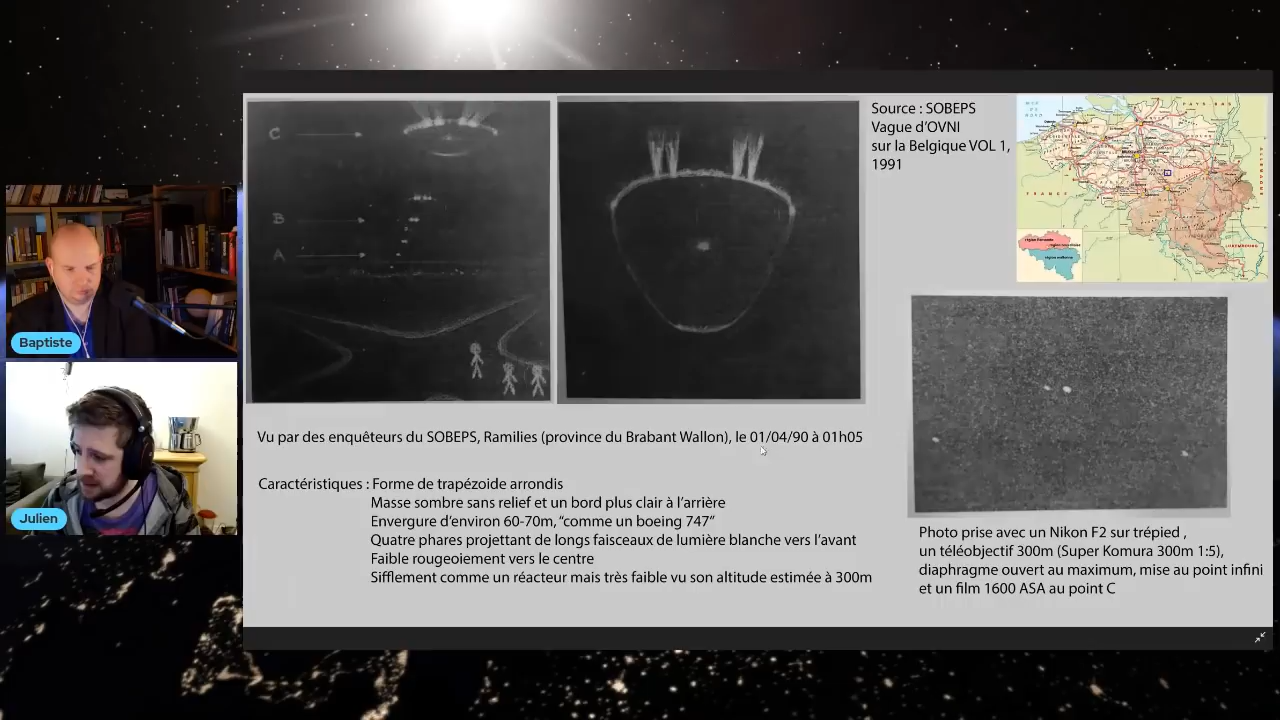 C
B
A
Source : SOBEPS
Vague d’OVNI
sur la Belgique VOL 1,
1991
PAYS BAS
FRANCE
LUXEMBOURG
Baptiste
Vu par des enquêteurs du SOBEPS, Ramilies (province du Brabant Wallon), le 01/04/90 à 01h05
Caractéristiques : Forme de trapézoide arrondis
Masse sombre sans relief et un bord plus clair à l’arrière
Envergure d’environ 60-70m, “comme un boeing 747”
Quatre phares projettant de longs faisceaux de lumière blanche vers l’avant
Faible rougeoiement vers le centre
Sifflement comme un réacteur mais très faible vu son altitude estimée à 300m
Julien
Photo prise avec un Nikon F2 sur trépied ,
un téléobjectif 300m (Super Komura 300m 1:5),
diaphragme ouvert au maximum, mise au point infini
et un film 1600 ASA au point C